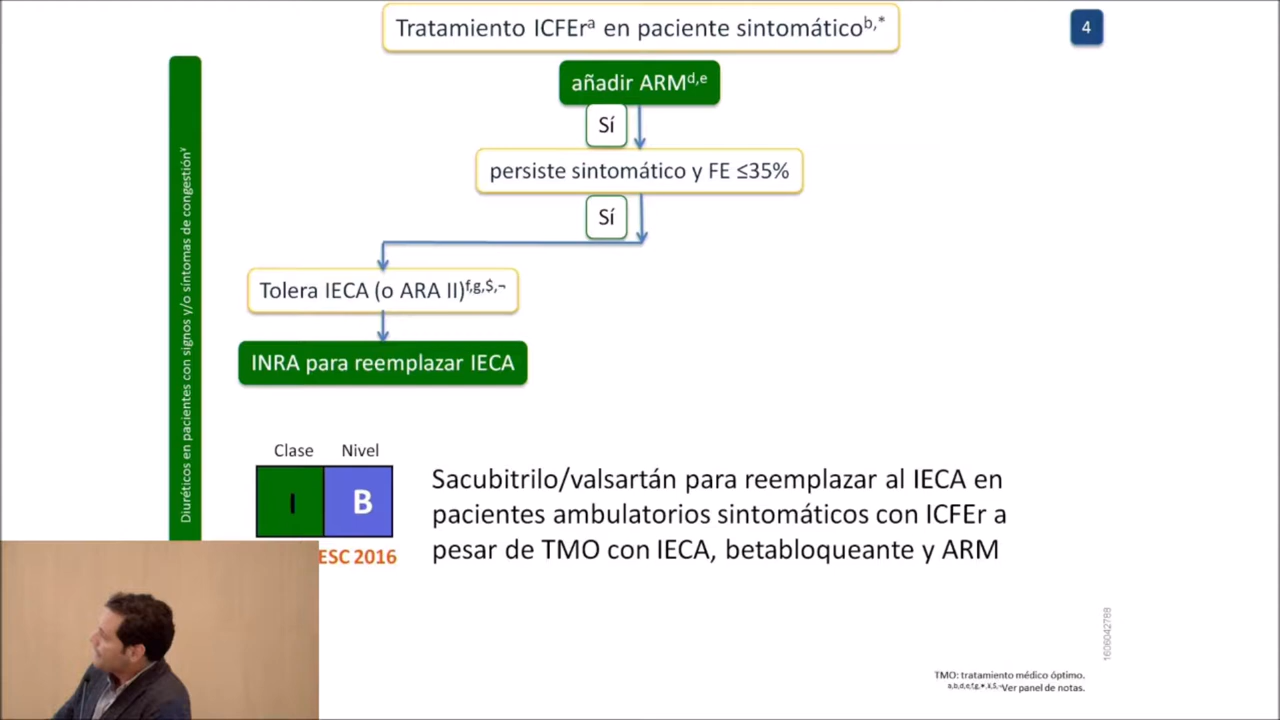 Tratamiento ICFErᵃ en paciente sintomáticoᵇ,*
4
añadir ARMᵈ,ᵉ
Sí
persiste sintomático y FE ≤35%
Sí
Tolera IECA (o ARA II)ᶠ,ᵍ,$,¬
INRA para reemplazar IECA
Diuréticos en pacientes con signos y/o síntomas de congestiónᵞ
Clase Nivel
I B
ESC 2016
Sacubitrilo/valsartán para reemplazar al IECA en
pacientes ambulatorios sintomáticos con ICFEr a
pesar de TMO con IECA, betabloqueante y ARM
1606042788
TMO: tratamiento médico óptimo.
Ver panel de notas.